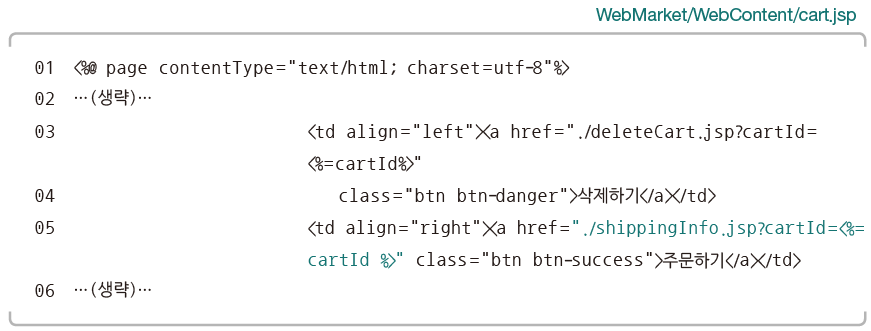 WebMarket/WebContent/cart.jsp
01 <%@ page contentType="text/html; charset=utf-8"%>
02 …(생략)…
03 <td align="left"><a href="./deleteCart.jsp?cartId=
<%=cartId%>"
04 class="btn btn-danger">삭제하기</a></td>
05 <td align="right"><a href="./shippingInfo.jsp?cartId=<%=
cartId %>" class="btn btn-success">주문하기</a></td>
06 …(생략)…